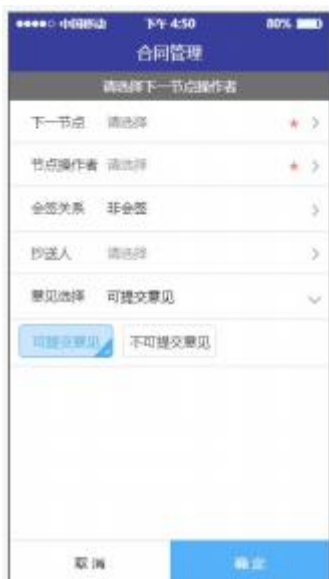 中国移动 下午 4:50 80%
合同管理
请选择下一节点操作者
下一节点 请选择 *
节点操作者 请选择 *
会签关系 非会签
抄送人 请选择
意见选择 可提交意见
可提交意见 不可提交意见
取消 确定